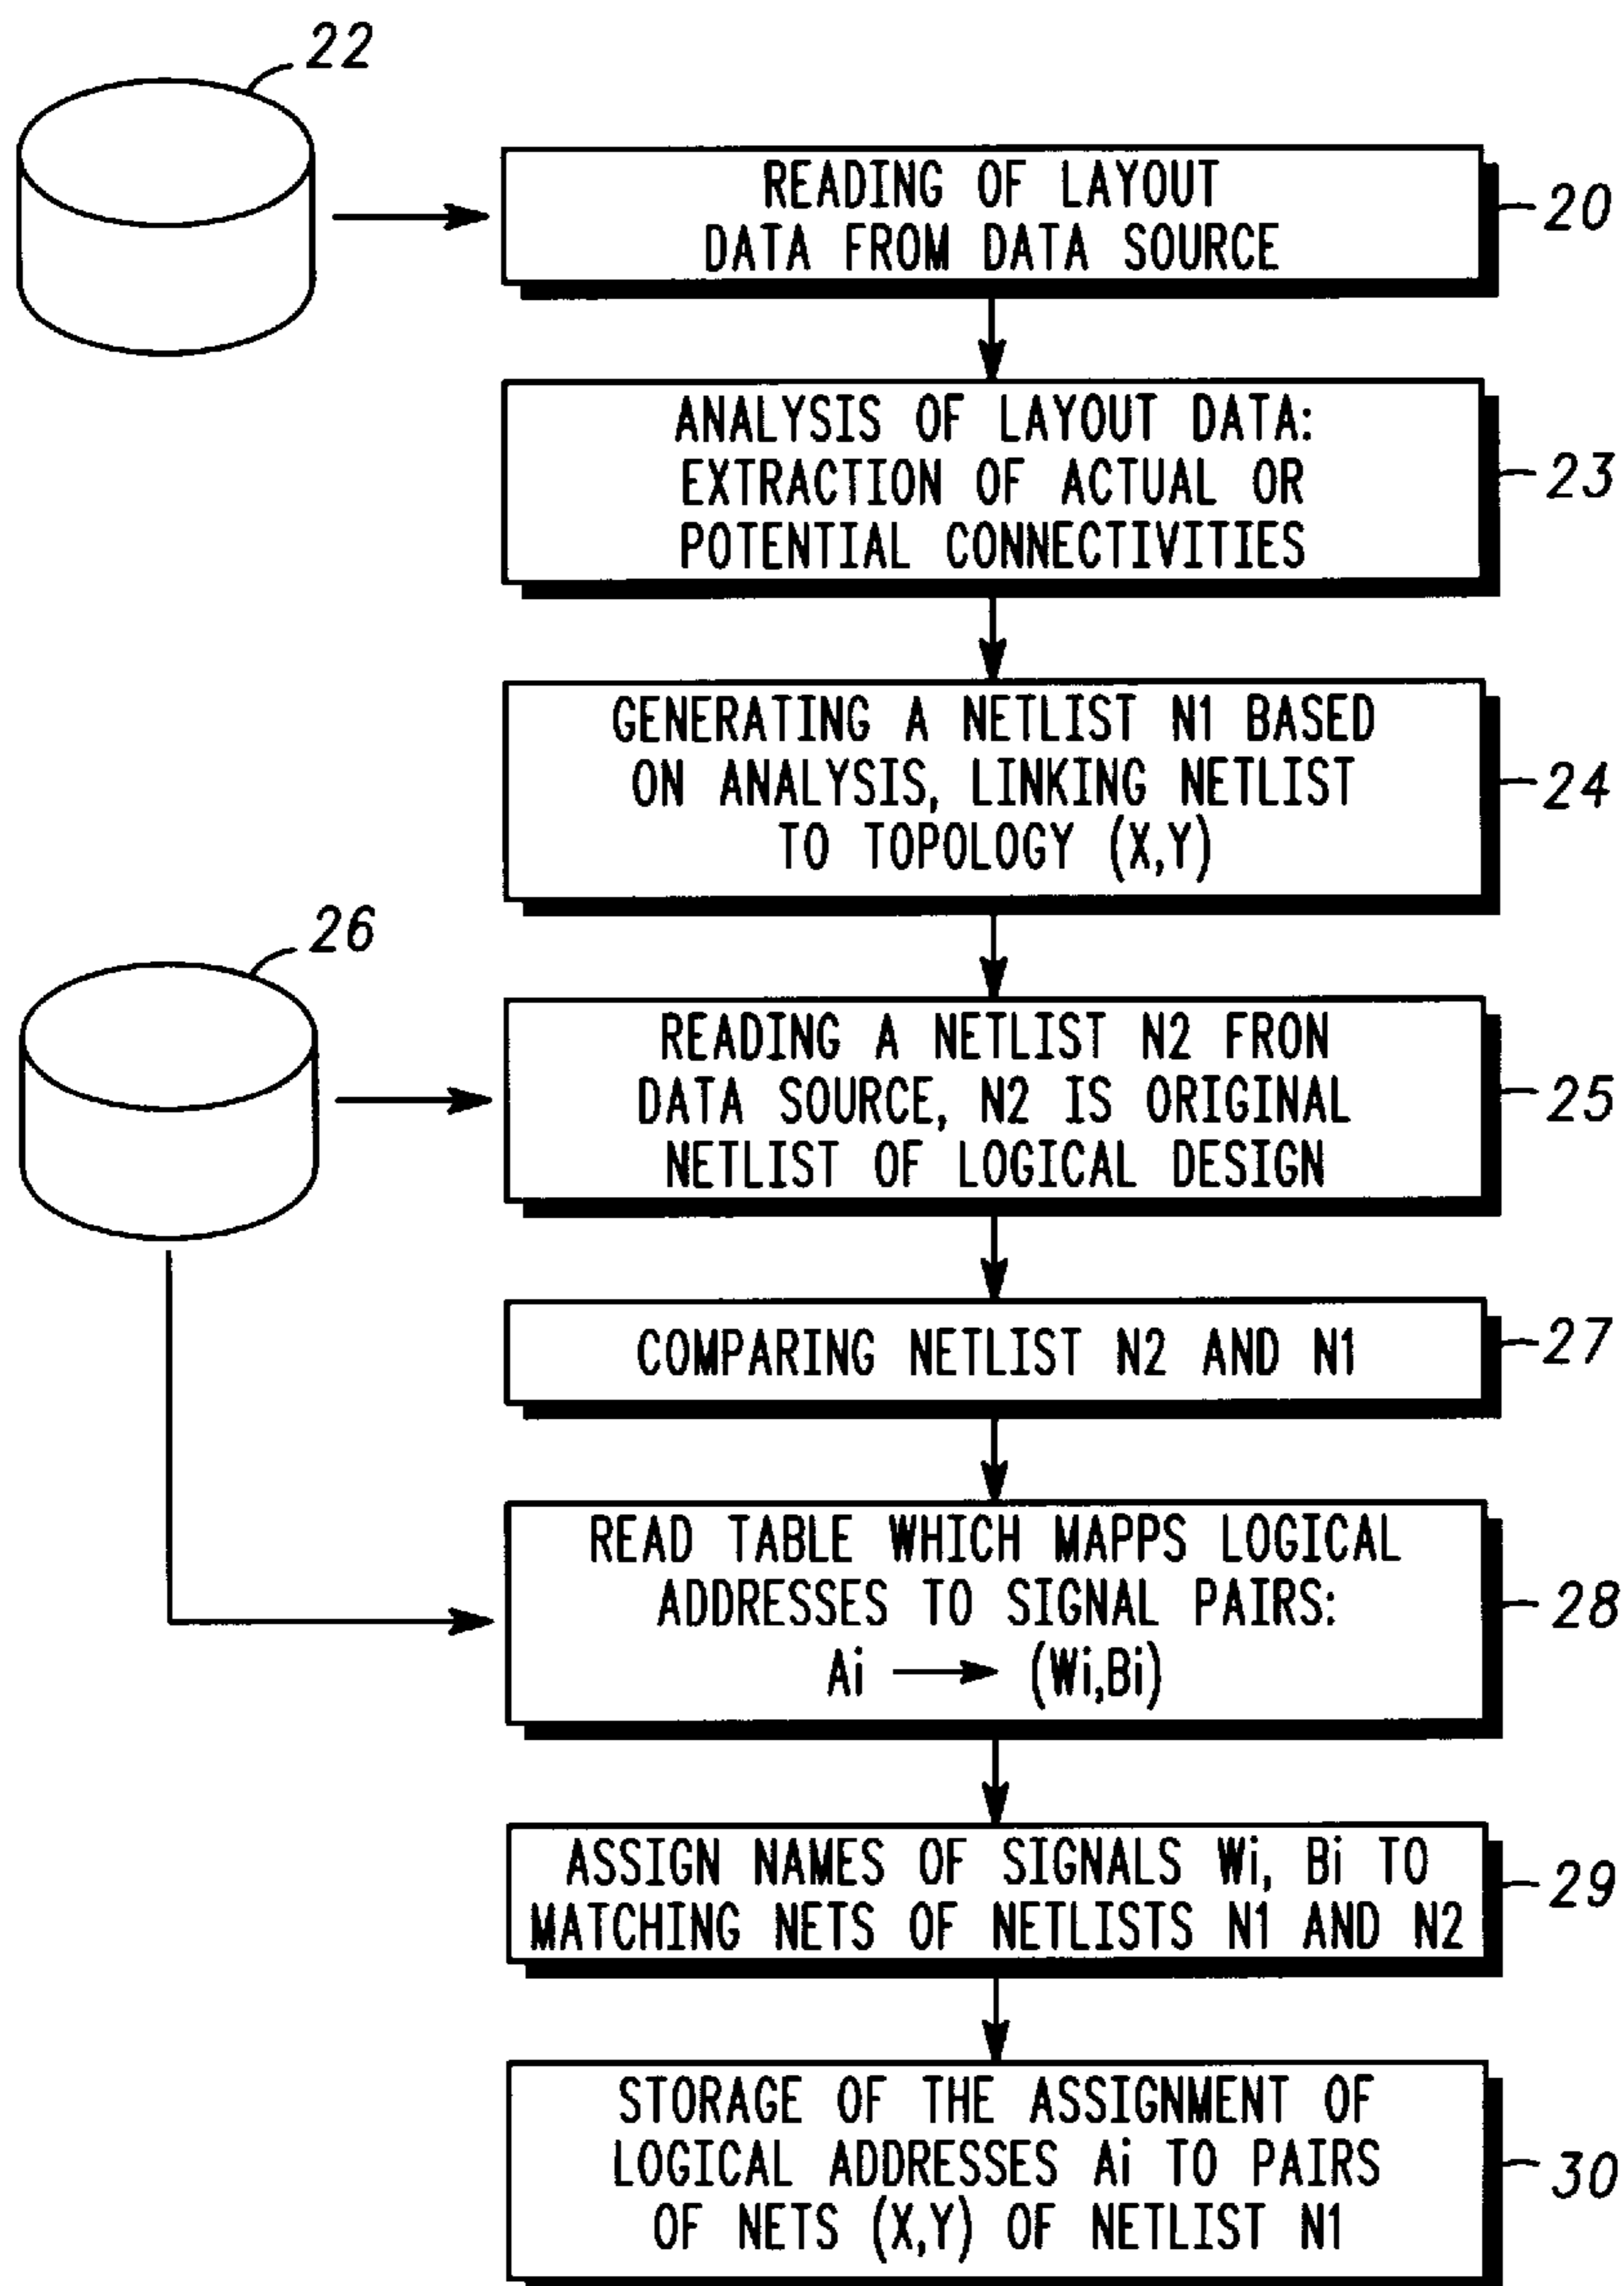 22
READING OF LAYOUT
DATA FROM DATA SOURCE
20
ANALYSIS OF LAYOUT DATA:
EXTRACTION OF ACTUAL OR
POTENTIAL CONNECTIVITIES
23
GENERATING A NETLIST N1 BASED
ON ANALYSIS, LINKING NETLIST
TO TOPOLOGY (X,Y)
24
26
READING A NETLIST N2 FRON
DATA SOURCE, N2 IS ORIGINAL
NETLIST OF LOGICAL DESIGN
25
COMPARING NETLIST N2 AND N1
27
READ TABLE WHICH MAPPS LOGICAL
ADDRESSES TO SIGNAL PAIRS:
Ai → (Wi,Bi)
28
ASSIGN NAMES OF SIGNALS Wi, Bi TO
MATCHING NETS OF NETLISTS N1 AND N2
29
STORAGE OF THE ASSIGNMENT OF
LOGICAL ADDRESSES Ai TO PAIRS
OF NETS (X,Y) OF NETLIST N1
30